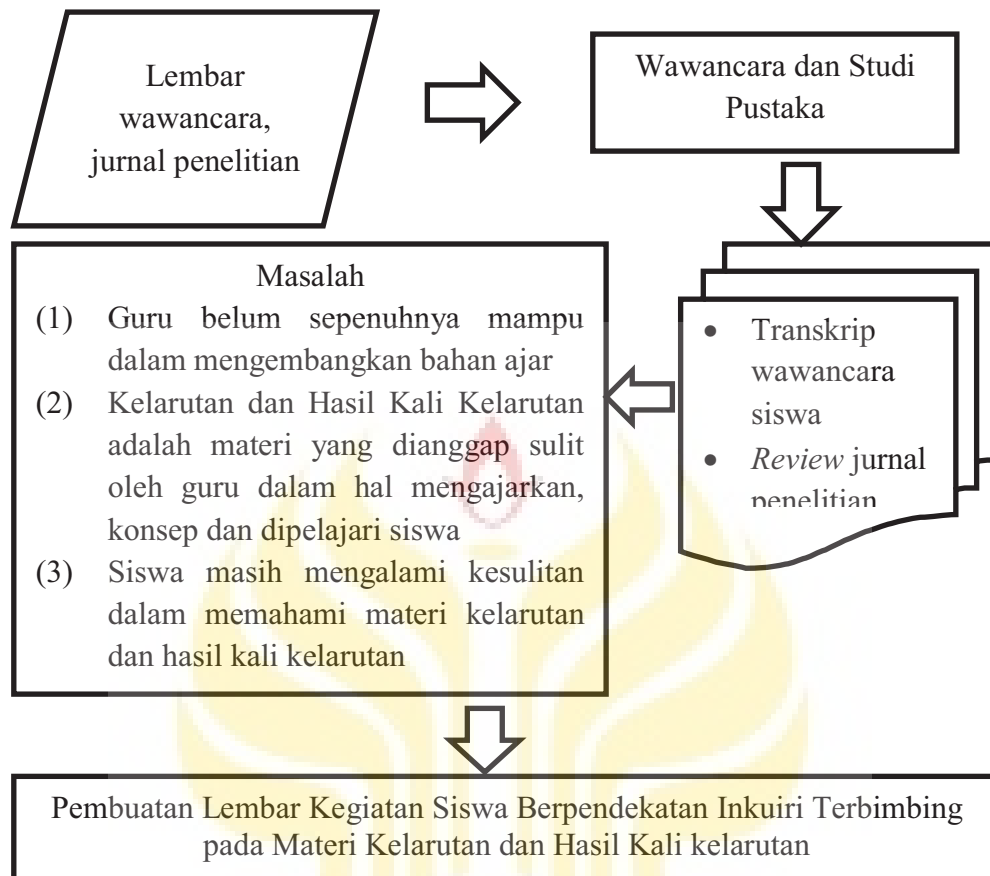 Lembar
wawancara,
jurnal penelitian
Wawancara dan Studi
Pustaka
• Transkrip
wawancara
siswa
• Review jurnal
penelitian
Masalah
(1) Guru belum sepenuhnya mampu
dalam mengembangkan bahan ajar
(2) Kelarutan dan Hasil Kali Kelarutan
adalah materi yang dianggap sulit
oleh guru dalam hal mengajarkan,
konsep dan dipelajari siswa
(3) Siswa masih mengalami kesulitan
dalam memahami materi kelarutan
dan hasil kali kelarutan
Pembuatan Lembar Kegiatan Siswa Berpendekatan Inkuiri Terbimbing
pada Materi Kelarutan dan Hasil Kali kelarutan